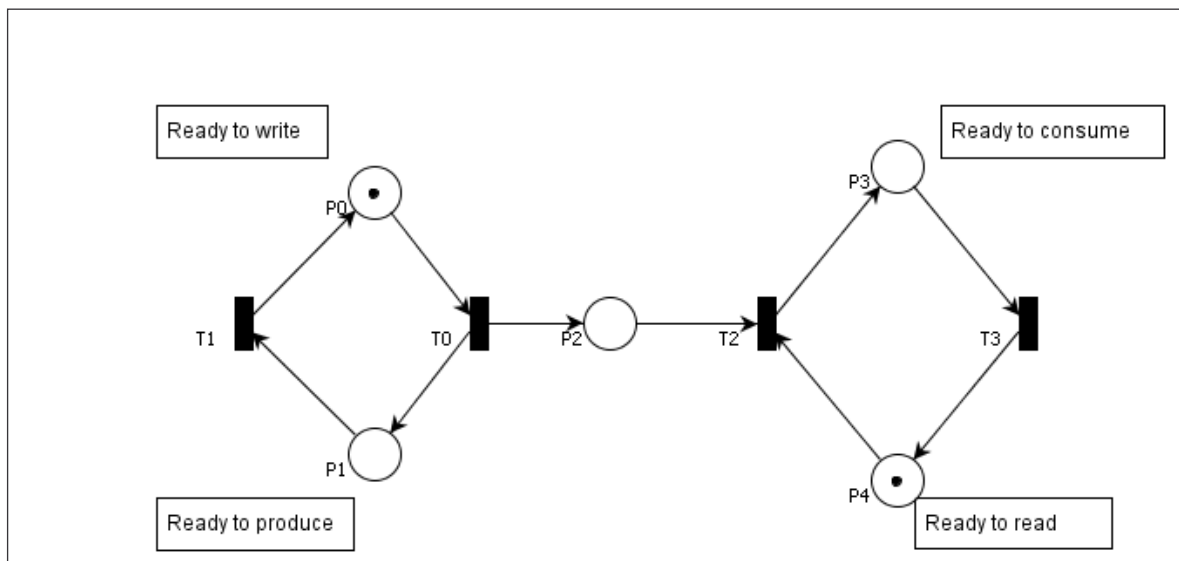 Ready to write
Ready to consume
P3
P0
T1
T0
P2
T2
T3
P1
P4
Ready to produce
Ready to read